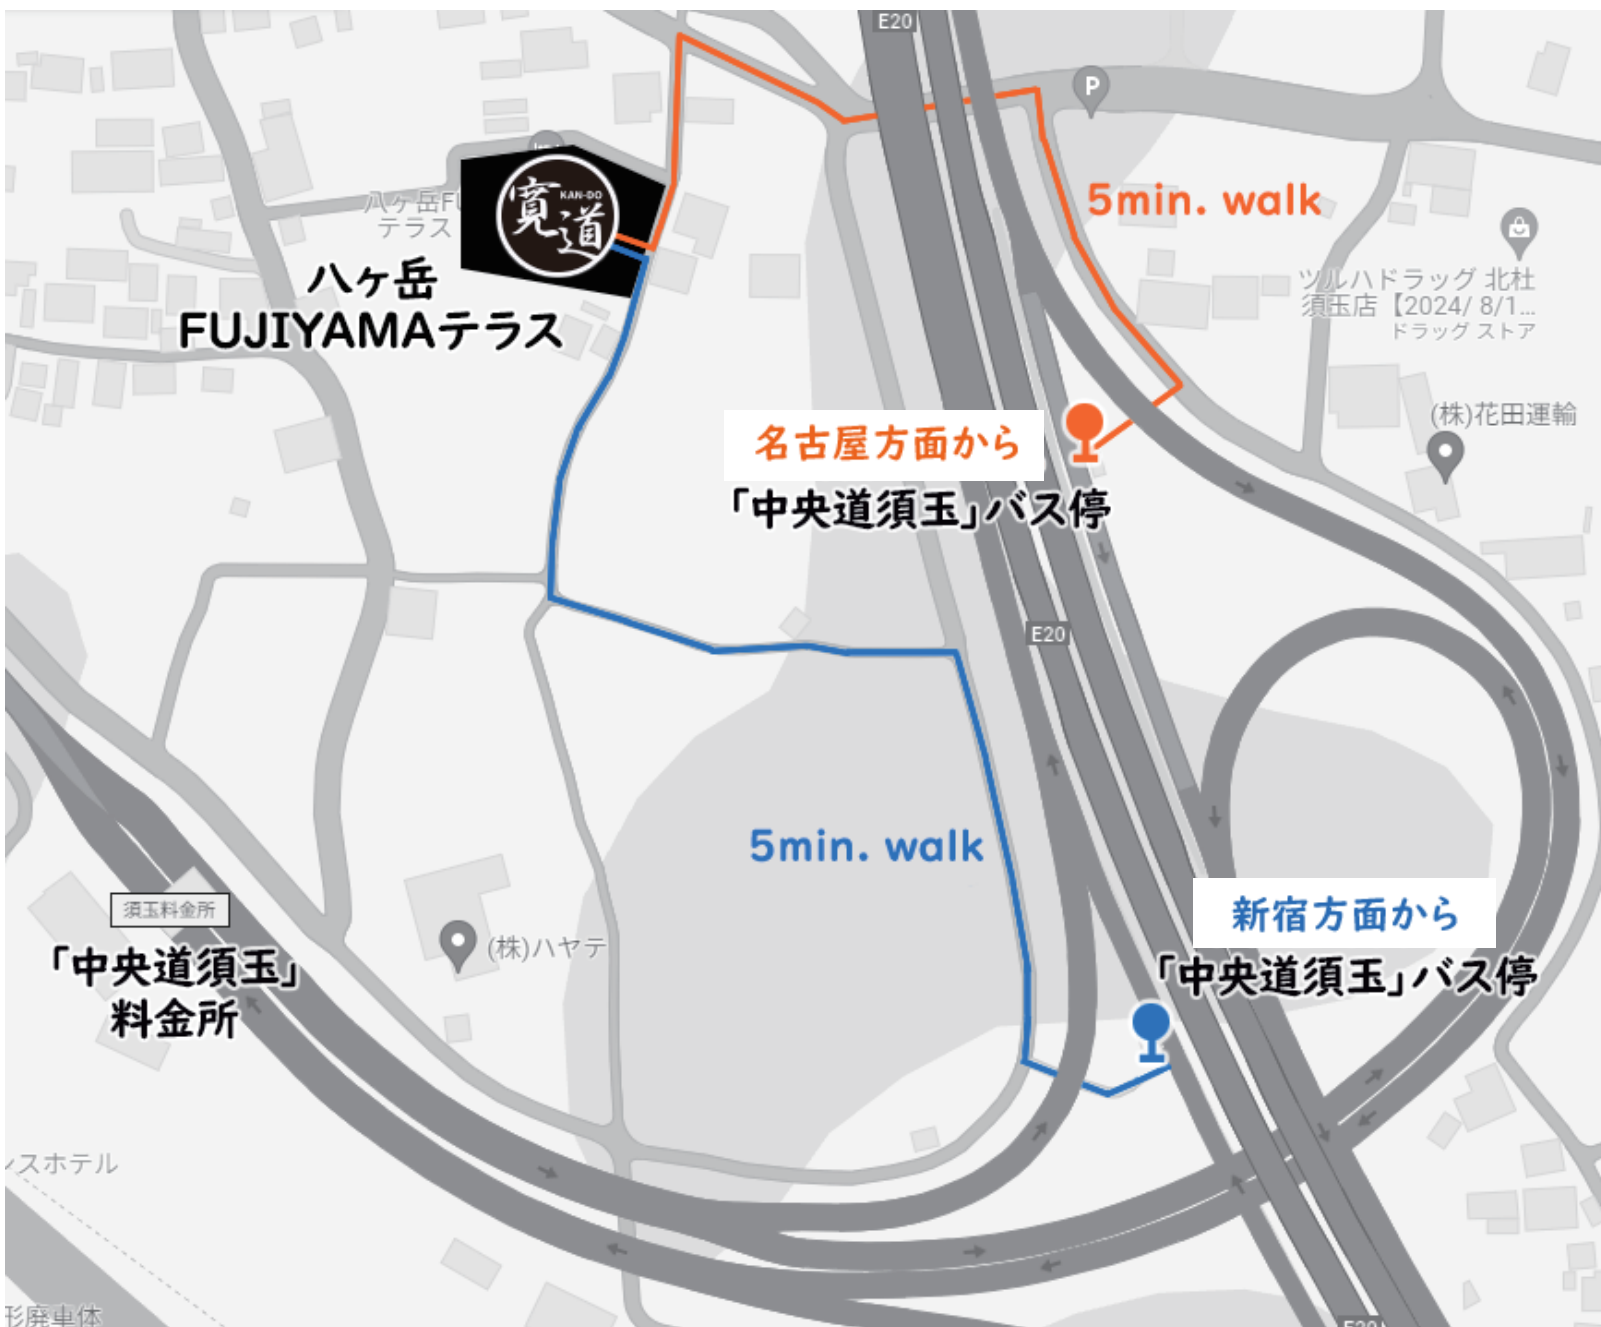 E20
P
5min. walk
寛道
KAN-DO
八ヶ岳FU
テラス
八ヶ岳
FUJIYAMAテラス
ツルハドラッグ 北杜
須玉店【2024/ 8/1...
ドラッグ ストア
(株)花田運輸
名古屋方面から
「中央道須玉」バス停
E20
5min. walk
新宿方面から
「中央道須玉」バス停
須玉料金所
「中央道須玉」
料金所
(株)ハヤテ
スホテル
形廃車体
E20